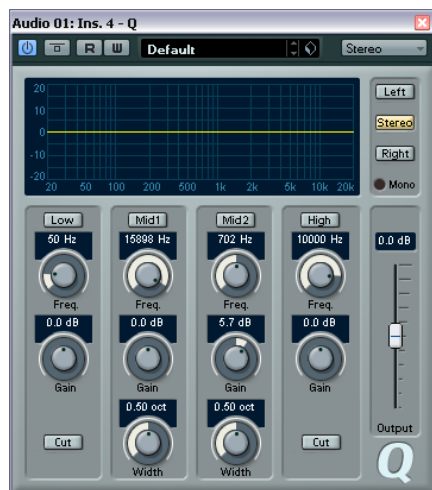 Audio 01: Ins. 4 - Q
R W Default Stereo
20
10
0
-10
-20
20 50 100 200 500 1k 2k 5k 10k 20k
Left
Stereo
Right
Mono
Low Mid1 Mid2 High
50 Hz 15898 Hz 702 Hz 10000 Hz
Freq. Freq. Freq. Freq.
0.0 dB 0.0 dB 5.7 dB 0.0 dB
Gain Gain Gain Gain
0.50 oct 0.50 oct
Cut Cut
Width Width
0.0 dB
Output
Q